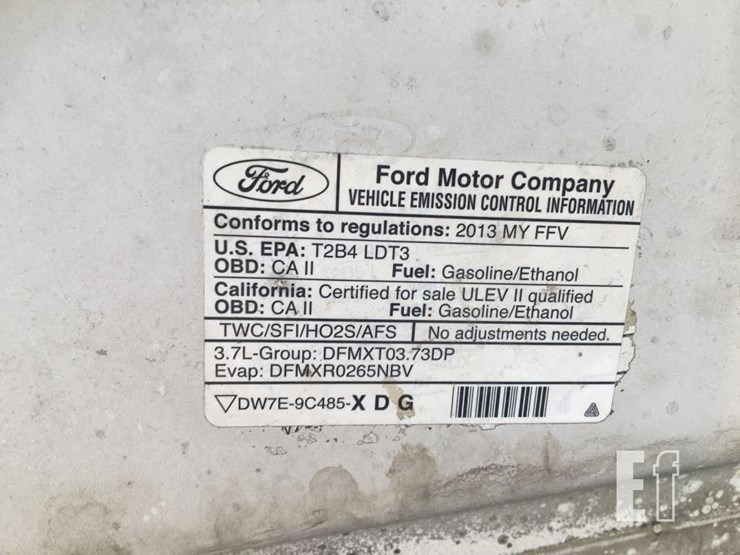 Ford
Ford Motor Company
VEHICLE EMISSION CONTROL INFORMATION
Conforms to regulations: 2013 MY FFV
U.S. EPA: T2B4 LDT3
OBD: CA II Fuel: Gasoline/Ethanol
California: Certified for sale ULEV II qualified
OBD: CA II Fuel: Gasoline/Ethanol
TWC/SFI/HO2S/AFS No adjustments needed.
3.7L-Group: DFMXT03.73DP
Evap: DFMXR0265NBV
▽DW7E-9C485-X D G
Ef